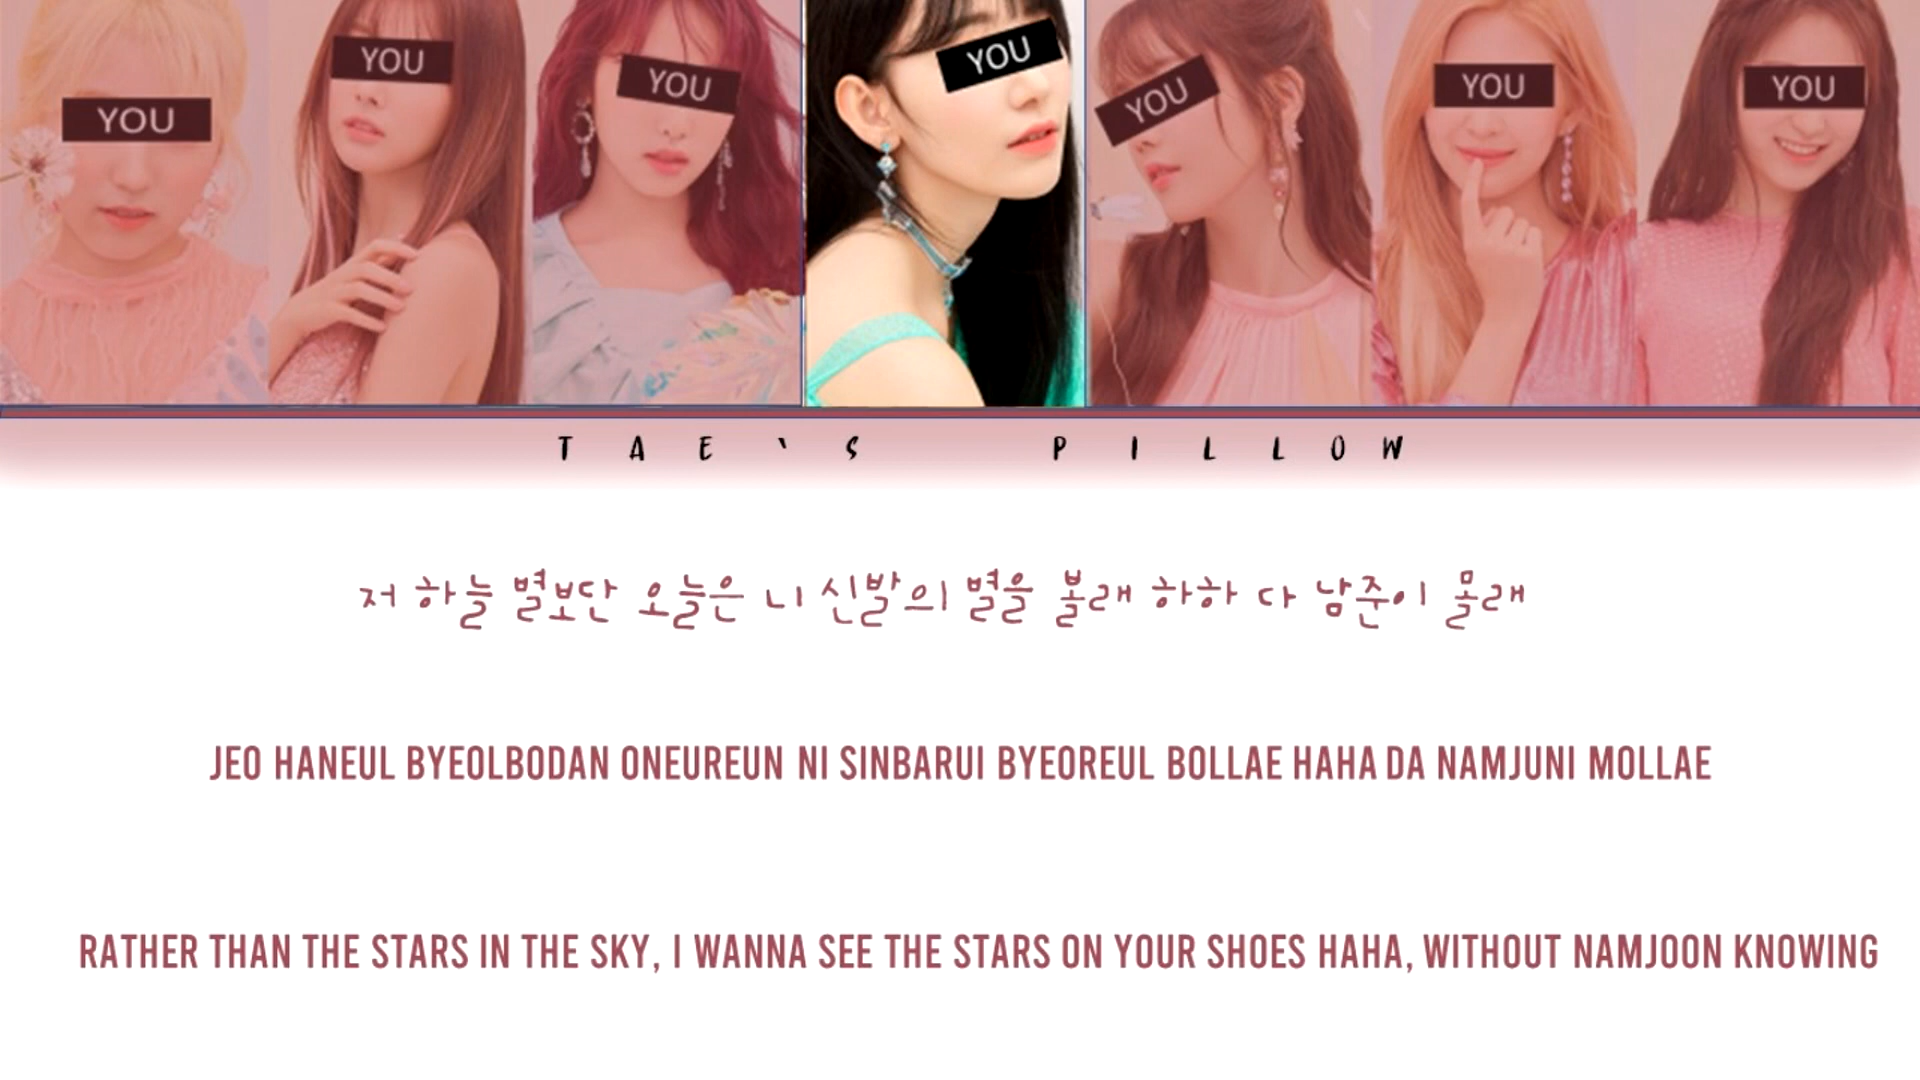 YOU
YOU
YOU
YOU
YOU
YOU
YOU
TAE`S PILLOW
저 하늘 별보단 오늘은 니 신발의 별을 볼래 하하 다 남준이 몰래
JEO HANEUL BYEOLBODAN ONEUREUN NI SINBARUI BYEOREUL BOLLAE HAHA DA NAMJUNI MOLLAE
RATHER THAN THE STARS IN THE SKY, I WANNA SEE THE STARS ON YOUR SHOES HAHA, WITHOUT NAMJOON KNOWING